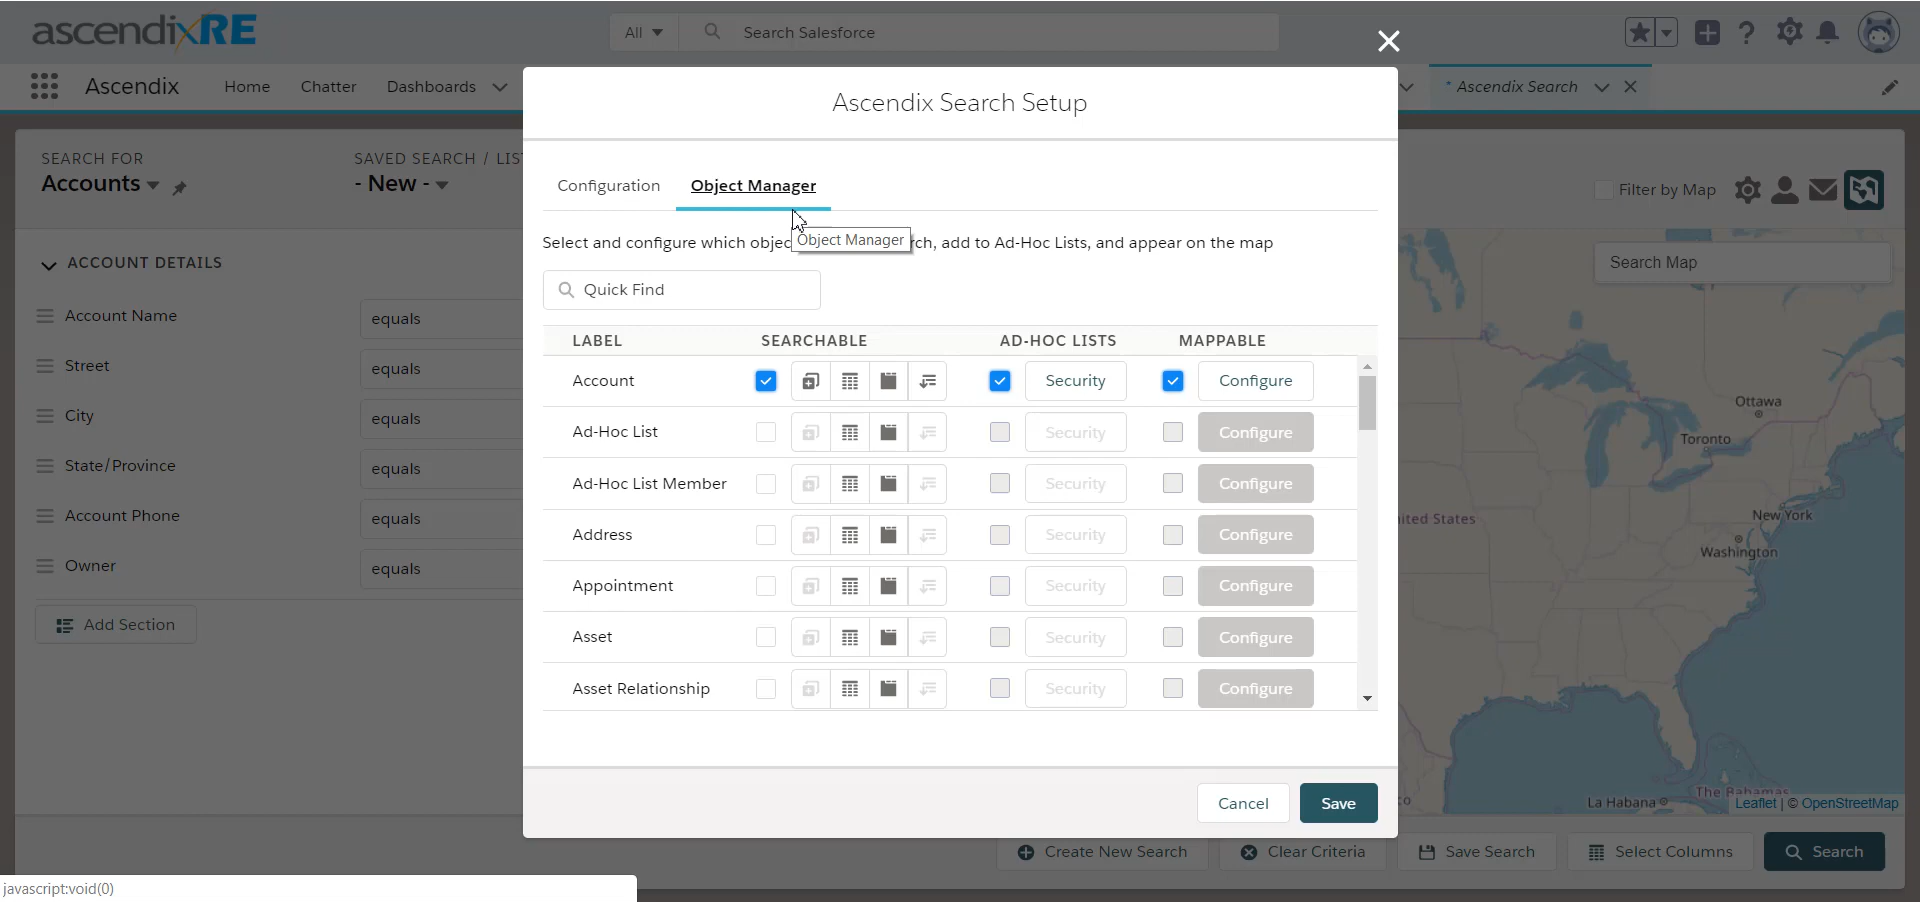 ascendixRE
All
Search Salesforce
Ascendix
Home
Chatter
Dashboards
* Ascendix Search
SEARCH FOR
Accounts
SAVED SEARCH / LIST
- New -
Filter by Map
Search Map
ACCOUNT DETAILS
Account Name
equals
Street
equals
City
equals
State/Province
equals
Account Phone
equals
Owner
equals
Add Section
Ascendix Search Setup
Configuration
Object Manager
Select and configure which objec
rch, add to Ad-Hoc Lists, and appear on the map
Object Manager
Quick Find
LABEL SEARCHABLE AD-HOC LISTS MAPPABLE
Account Security Configure
Ad-Hoc List Security Configure
Ad-Hoc List Member Security Configure
Address Security Configure
Appointment Security Configure
Asset Security Configure
Asset Relationship Security Configure
Cancel
Save
Ottawa
Toronto
ited States
New York
Washington
La Habana
The Bahamas
co
Leaflet | © OpenStreetMap
Create New Search
Clear Criteria
Save Search
Select Columns
Search
javascript:void(0)